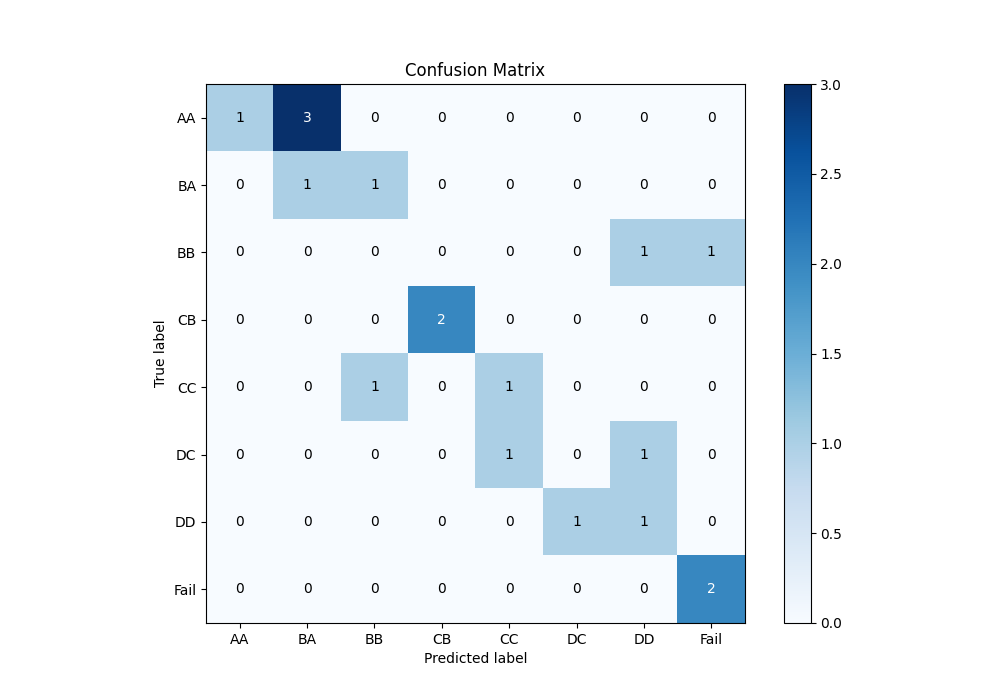 Confusion Matrix
True label
AA 1 3 0 0 0 0 0 0
BA 0 1 1 0 0 0 0 0
BB 0 0 0 0 0 0 1 1
CB 0 0 0 2 0 0 0 0
CC 0 0 1 0 1 0 0 0
DC 0 0 0 0 1 0 1 0
DD 0 0 0 0 0 1 1 0
Fail 0 0 0 0 0 0 0 2
AA BA BB CB CC DC DD Fail
Predicted label
3.0
2.5
2.0
1.5
1.0
0.5
0.0